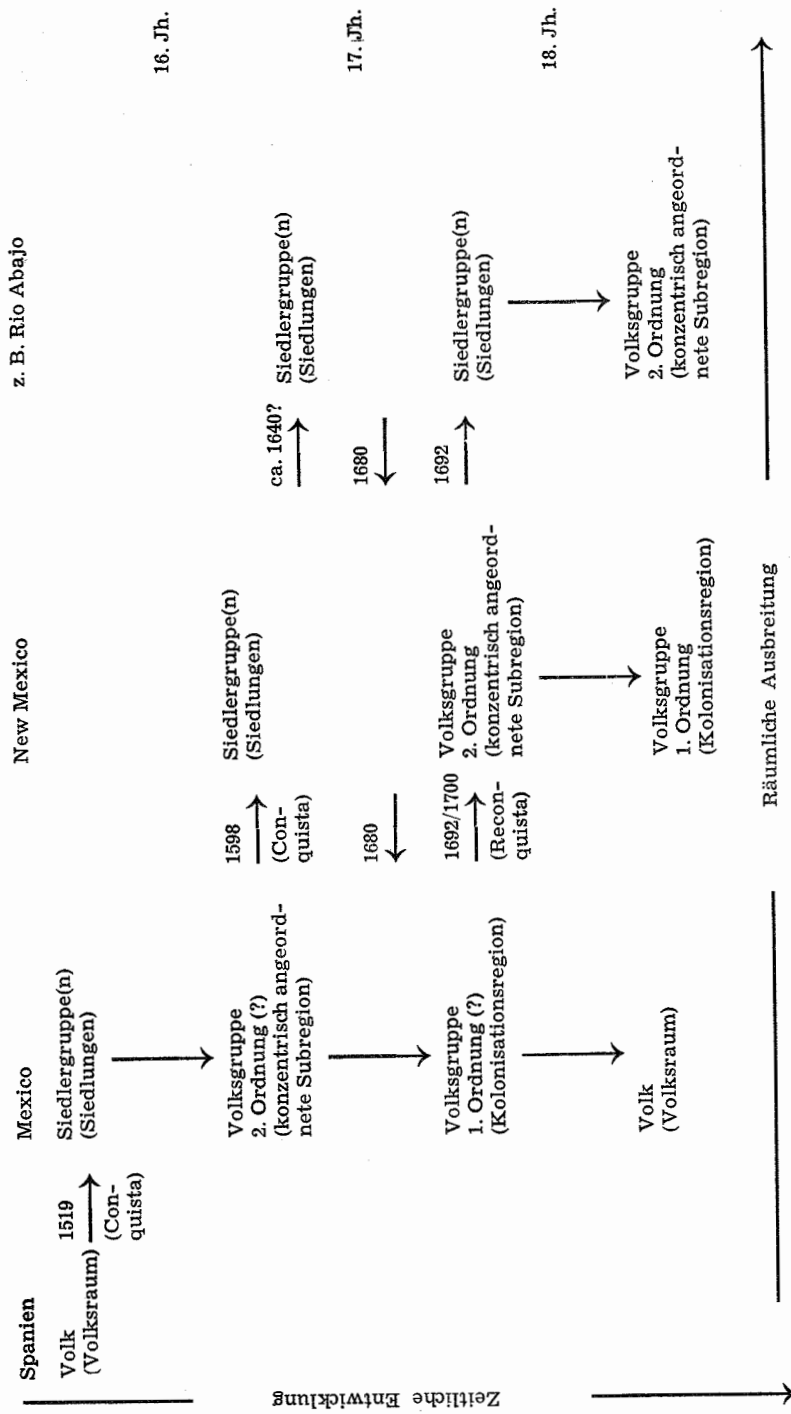 Spanien
Mexico
New Mexico
z. B. Rio Abajo
Volk
(Volksraum)
1519
(Con-
quista)
Siedlergruppe(n)
(Siedlungen)
16. Jh.
Volksgruppe
2. Ordnung (?)
(konzentrisch angeord-
nete Subregion)
1598
(Con-
quista)
Siedlergruppe(n)
(Siedlungen)
ca. 1640?
Siedlergruppe(n)
(Siedlungen)
1680
1680
17. Jh.
Volksgruppe
1. Ordnung (?)
(Kolonisationsregion)
1692/1700
(Recon-
quista)
Volksgruppe
2. Ordnung
(konzentrisch angeord-
nete Subregion)
1692
Siedlergruppe(n)
(Siedlungen)
18. Jh.
Volk
(Volksraum)
Volksgruppe
1. Ordnung
(Kolonisationsregion)
Volksgruppe
2. Ordnung
(konzentrisch angeord-
nete Subregion)
Zeitliche Entwicklung
Räumliche Ausbreitung